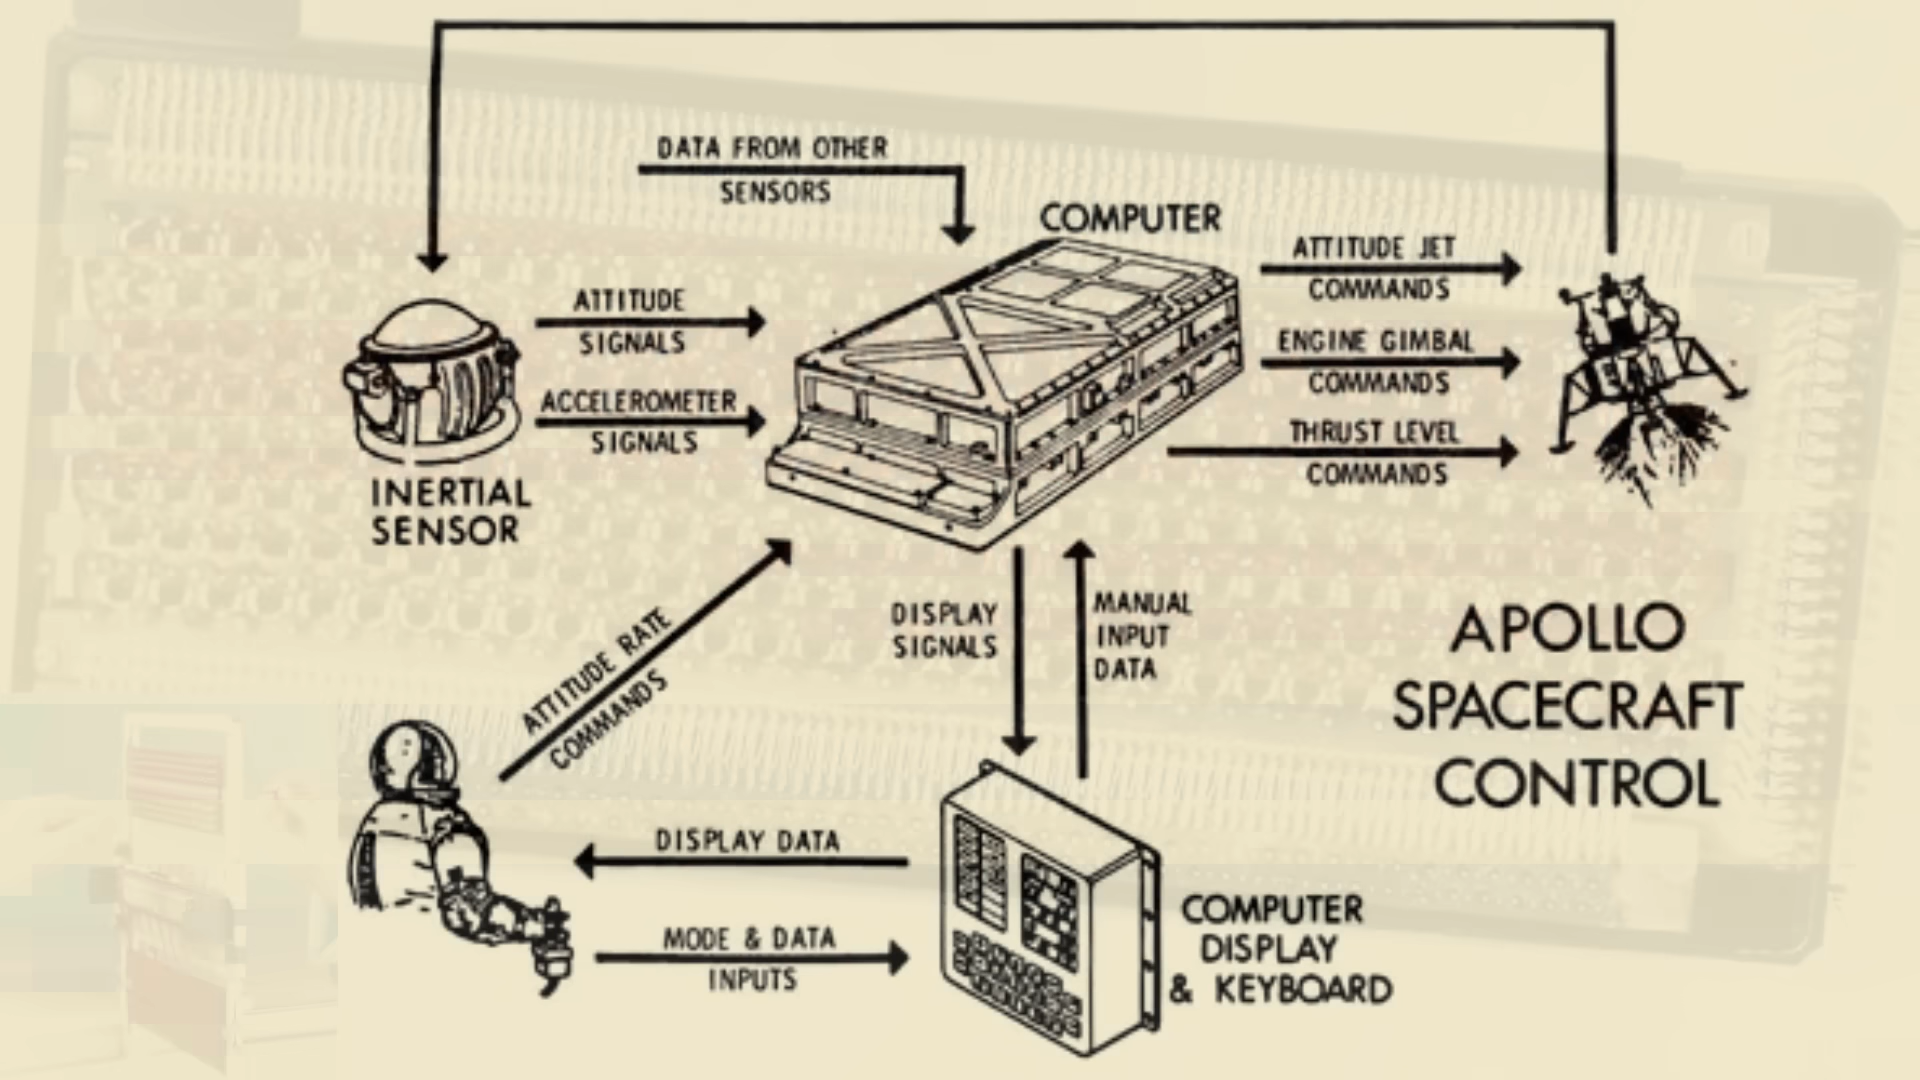 DATA FROM OTHER
SENSORS
COMPUTER
ATTITUDE JET
COMMANDS
ATTITUDE
SIGNALS
ENGINE GIMBAL
COMMANDS
ACCELEROMETER
SIGNALS
THRUST LEVEL
COMMANDS
INERTIAL
SENSOR
ATTITUDE RATE
COMMANDS
DISPLAY
SIGNALS
MANUAL
INPUT
DATA
APOLLO
SPACECRAFT
CONTROL
DISPLAY DATA
MODE & DATA
INPUTS
COMPUTER
DISPLAY
& KEYBOARD